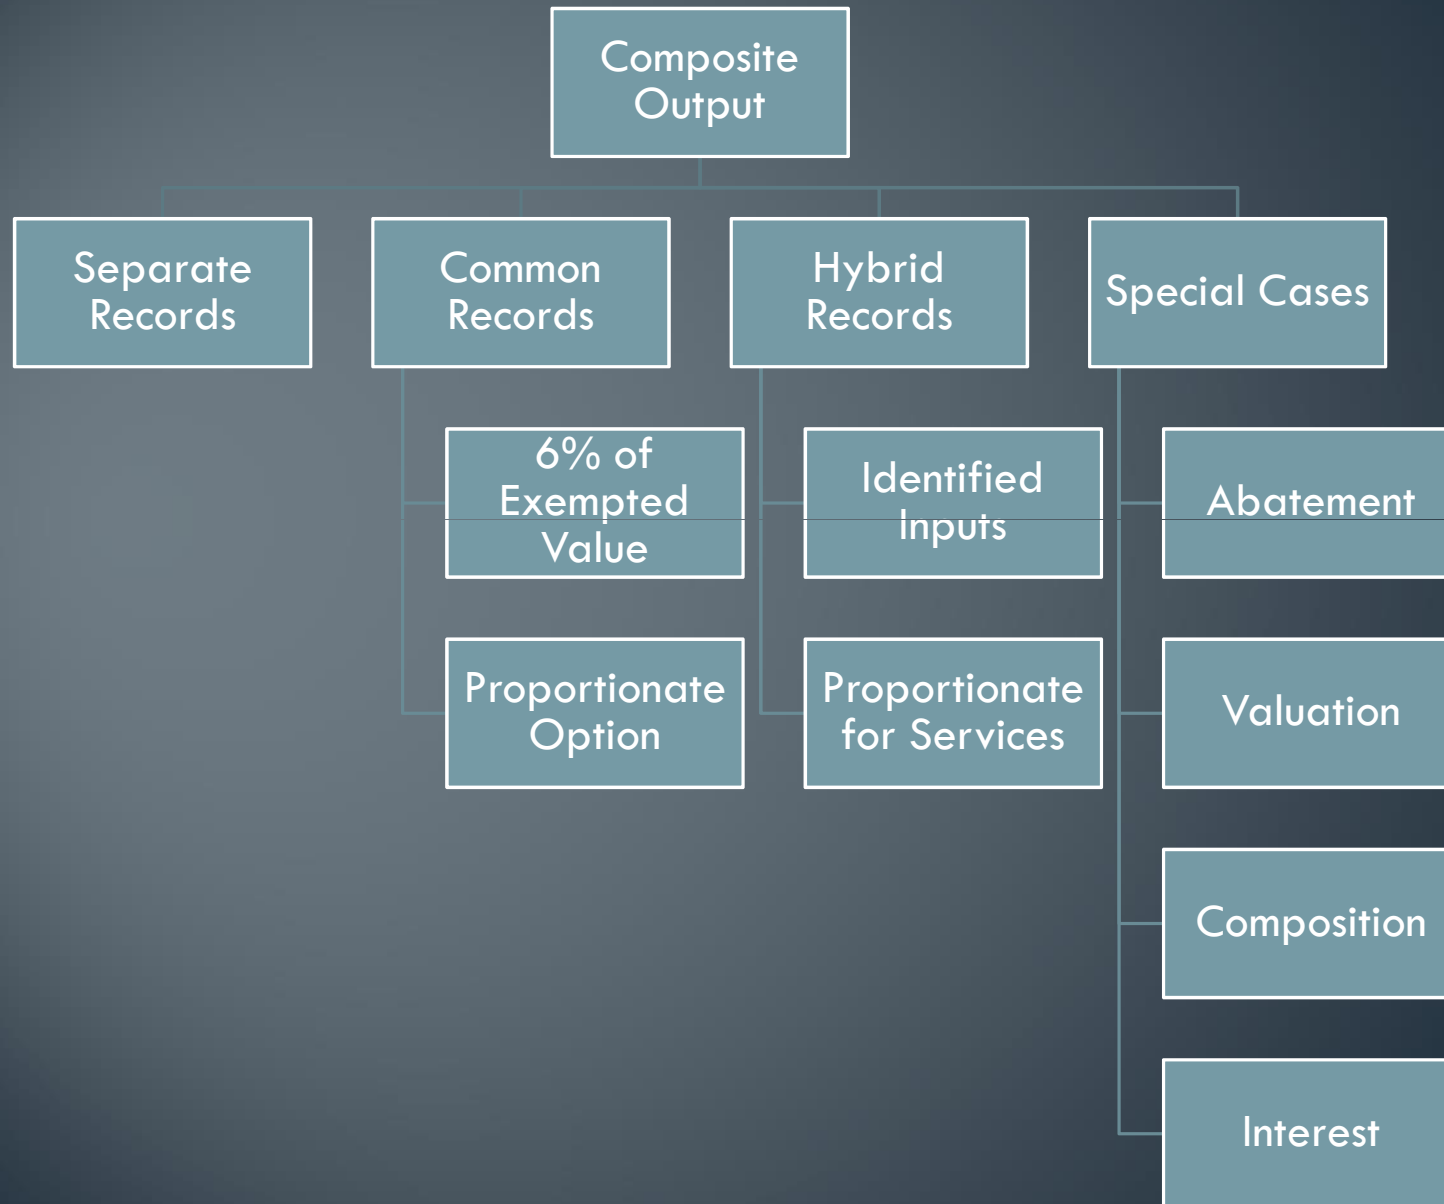 Composite
Output
Separate
Records
Common
Records
Hybrid
Records
Special Cases
6% of
Exempted
Value
Identified
Inputs
Abatement
Proportionate
Option
Proportionate
for Services
Valuation
Composition
Interest